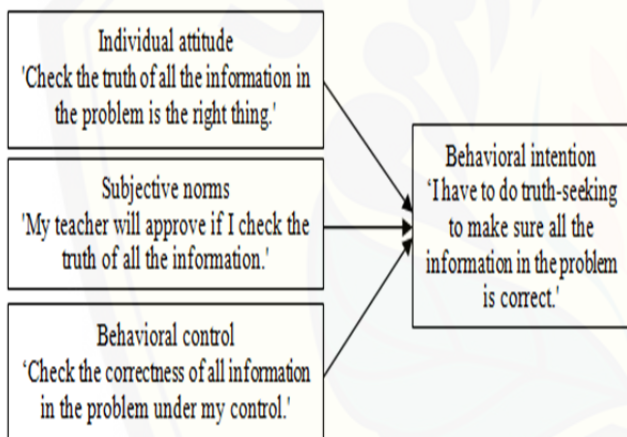 Individual attitude
'Check the truth of all the information in
the problem is the right thing.'
Subjective norms
'My teacher will approve if I check the
truth of all the information.'
Behavioral control
‘Check the correctness of all information
in the problem under my control.'
Behavioral intention
‘I have to do truth-seeking
to make sure all the
information in the problem
is correct.'